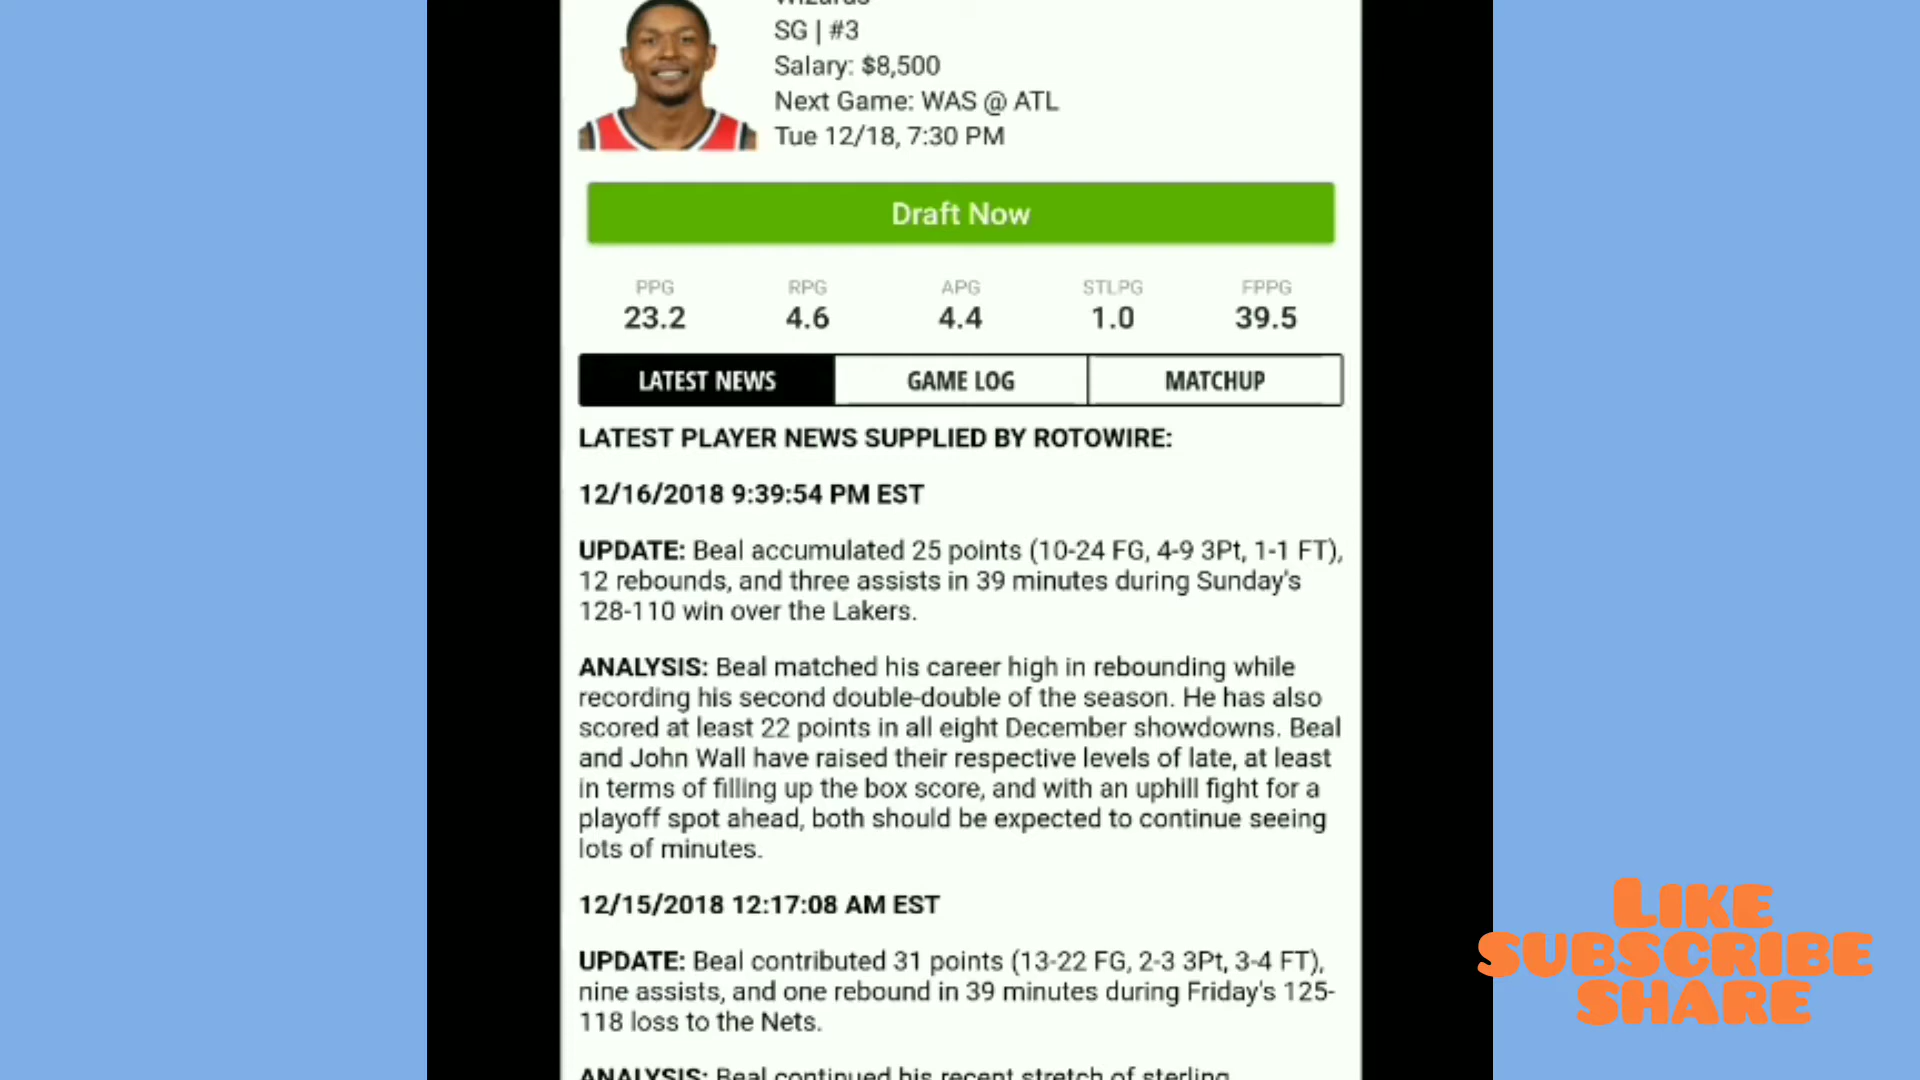 Wizards
SG | #3
Salary: $8,500
Next Game: WAS @ ATL
Tue 12/18, 7:30 PM
Draft Now
PPG RPG APG STLPG FPPG
23.2 4.6 4.4 1.0 39.5
LATEST NEWS GAME LOG MATCHUP
LATEST PLAYER NEWS SUPPLIED BY ROTOWIRE:
12/16/2018 9:39:54 PM EST
UPDATE: Beal accumulated 25 points (10-24 FG, 4-9 3Pt, 1-1 FT),
12 rebounds, and three assists in 39 minutes during Sunday's
128-110 win over the Lakers.
ANALYSIS: Beal matched his career high in rebounding while
recording his second double-double of the season. He has also
scored at least 22 points in all eight December showdowns. Beal
and John Wall have raised their respective levels of late, at least
in terms of filling up the box score, and with an uphill fight for a
playoff spot ahead, both should be expected to continue seeing
lots of minutes.
12/15/2018 12:17:08 AM EST
UPDATE: Beal contributed 31 points (13-22 FG, 2-3 3Pt, 3-4 FT),
nine assists, and one rebound in 39 minutes during Friday's 125-
118 loss to the Nets.
ANALYSIS: Beal continued his recent stretch of sterling
LIKE
SUBSCRIBE
SHARE